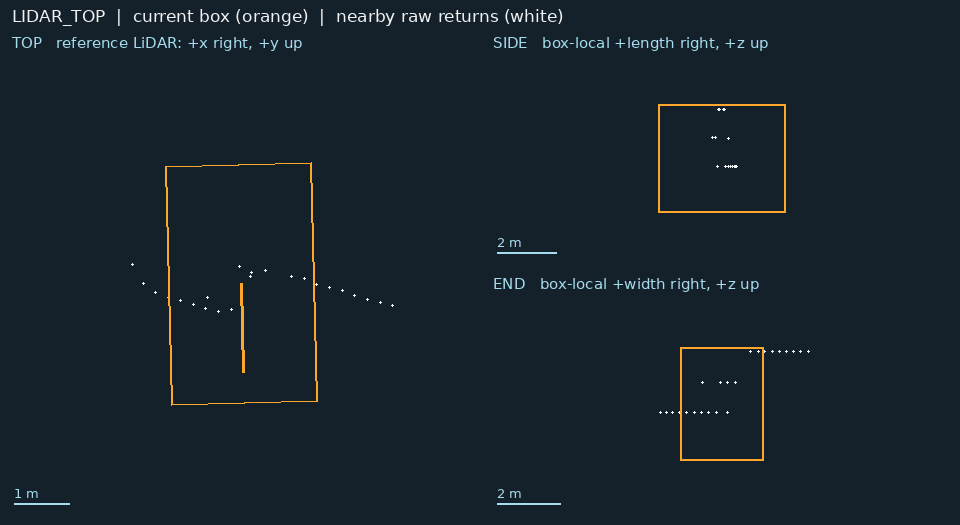 LIDAR_TOP | current box (orange) | nearby raw returns (white)
TOP reference LiDAR: +x right, +y up
SIDE box-local +length right, +z up
2 m
END box-local +width right, +z up
1 m
2 m